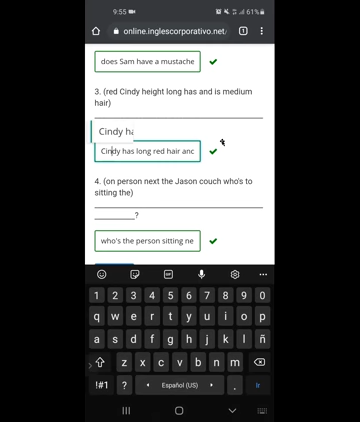 9:55
61%
online.inglescorporativo.net/
1
does Sam have a mustache
3. (red Cindy height long has and is medium
hair)
Cindy ha
Cindy has long red hair and
4. (on person next the Jason couch who's to
sitting the)
?
who's the person sitting ne
GIF
1 2 3 4 5 6 7 8 9 0
q w e r t y u i o p
a s d f g h j k l ñ
z x c v b n m
!#1 ? Español (US) . Ir